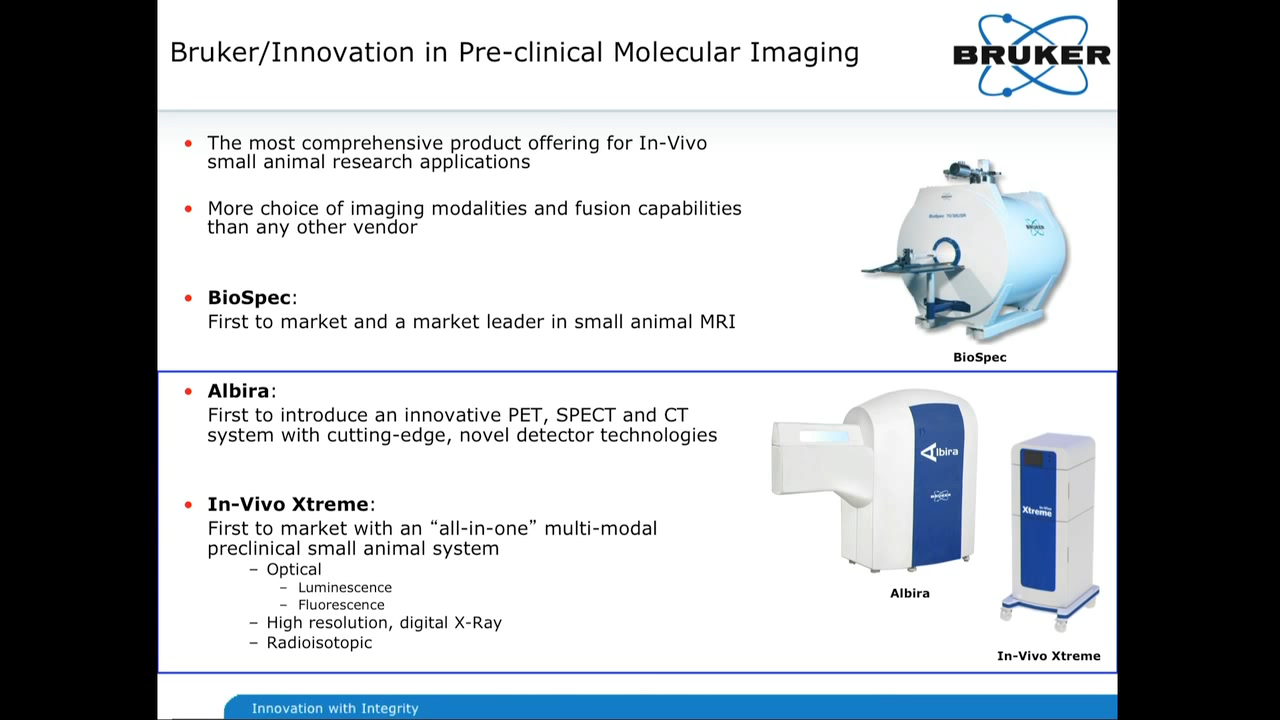 Bruker/Innovation in Pre-clinical Molecular Imaging
BRUKER
• The most comprehensive product offering for In-Vivo
small animal research applications
• More choice of imaging modalities and fusion capabilities
than any other vendor
• BioSpec:
First to market and a market leader in small animal MRI
BRUKER
BioSpec
• Albira:
First to introduce an innovative PET, SPECT and CT
system with cutting-edge, novel detector technologies
Albira
BRUKER
Albira
• In-Vivo Xtreme:
First to market with an “all-in-one” multi-modal
preclinical small animal system
– Optical
– Luminescence
– Fluorescence
– High resolution, digital X-Ray
– Radioisotopic
In-Vivo
Xtreme
In-Vivo Xtreme
Innovation with Integrity